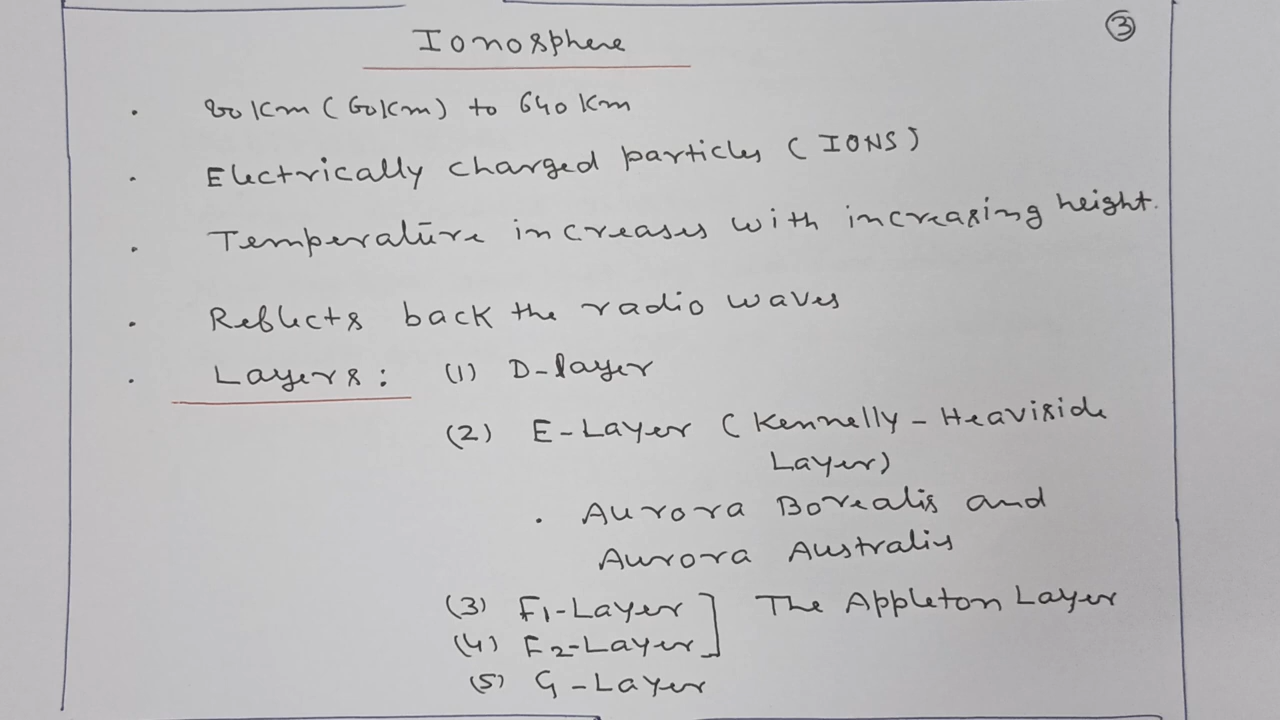 Ionosphere
3
. 80 Km (60Km) to 640 Km
. Electrically charged particles (IONS)
. Temperature increases with increasing height.
. Reflects back the radio waves
. Layers: (1) D-layer
(2) E-Layer (Kennelly-Heaviside
Layer)
. Aurora Borealis and
Aurora Australis
(3) F1-Layer ] The Appleton Layer
(4) F2-Layer
(5) G-Layer